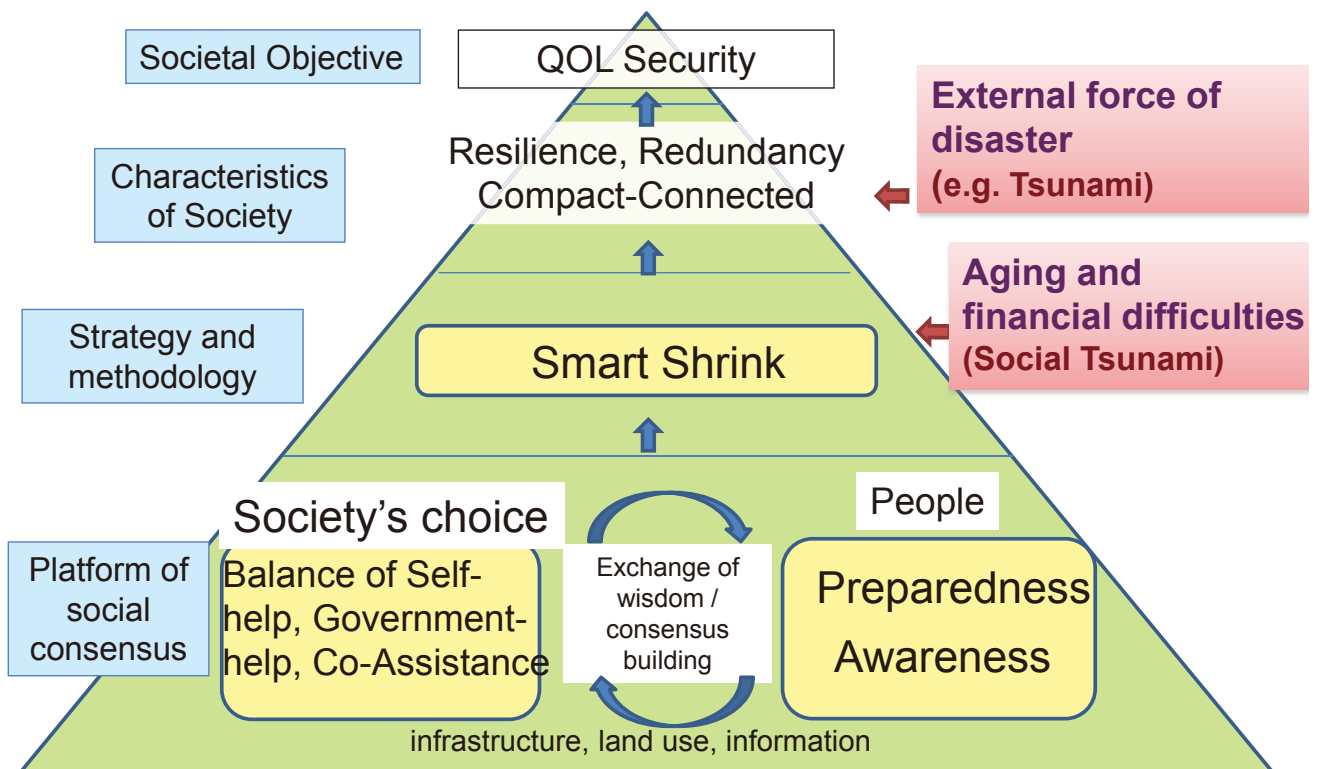 Societal Objective
QOL Security
External force of
disaster
(e.g. Tsunami)
Characteristics
of Society
Resilience, Redundancy
Compact-Connected
Aging and
financial difficulties
(Social Tsunami)
Strategy and
methodology
Smart Shrink
Platform of
social
consensus
Society’s choice
Balance of Self-
help, Government-
help, Co-Assistance
Exchange of
wisdom /
consensus
building
People
Preparedness
Awareness
infrastructure, land use, information